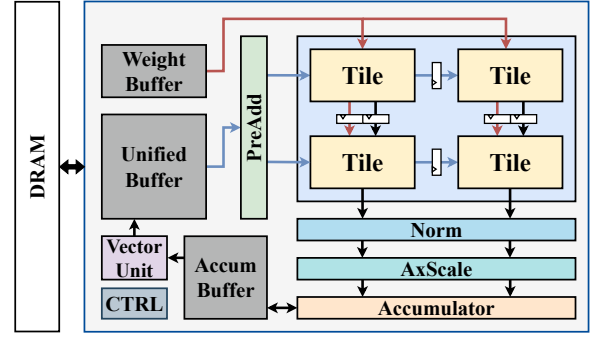 DRAM
Weight
Buffer
Unified
Buffer
PreAdd
Tile
Tile
Tile
Tile
Vector
Unit
CTRL
Accum
Buffer
Norm
AxScale
Accumulator